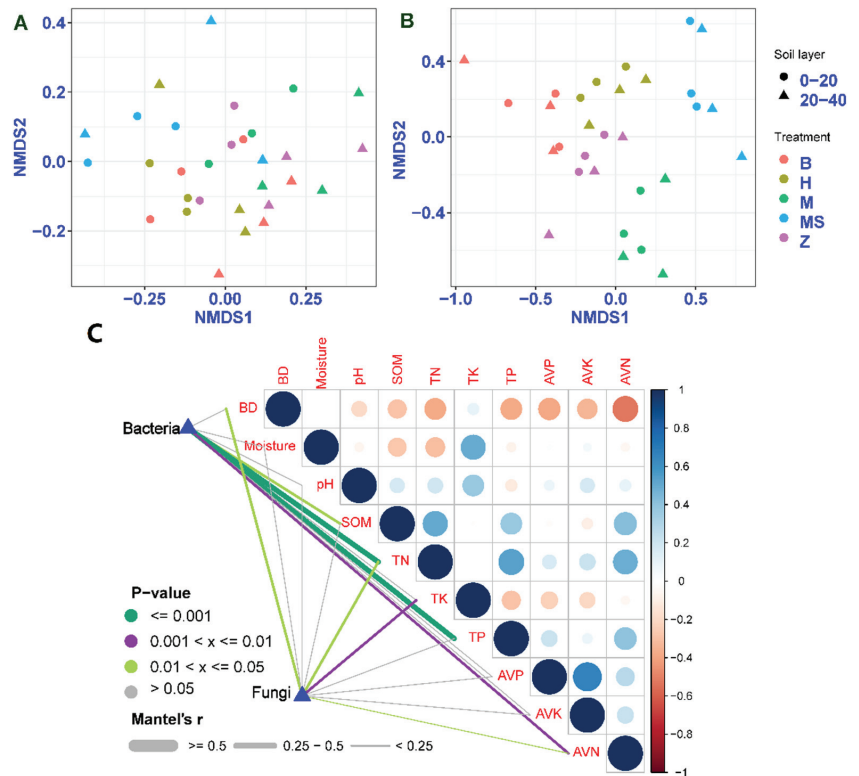 A
0.4
0.2
0.0
−0.2
NMDS2
−0.25
0.00
0.25
NMDS1
B
0.4
0.0
−0.4
NMDS2
−1.0
−0.5
0.0
0.5
NMDS1
Soil layer
0−20
20−40
Treatment
B
H
M
MS
Z
C
BD
Moisture
pH
SOM
TN
TK
TP
AVP
AVK
AVN
BD
Moisture
pH
SOM
TN
TK
TP
AVP
AVK
AVN
Bacteria
Fungi
1
0.8
0.6
0.4
0.2
0
−0.2
−0.4
−0.6
−0.8
−1
P-value
<= 0.001
0.001 < x <= 0.01
0.01 < x <= 0.05
> 0.05
Mantel's r
>= 0.5
0.25 − 0.5
< 0.25